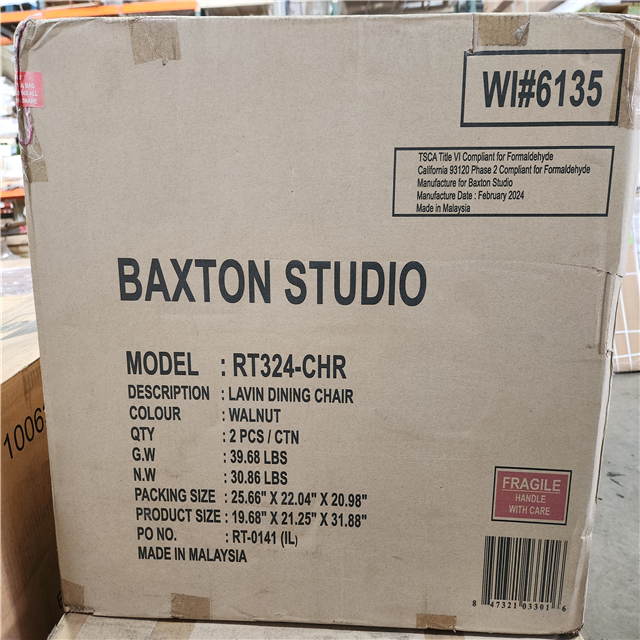 WI#6135
TSCA Title VI Compliant for Formaldehyde
California 93120 Phase 2 Compliant for Formaldehyde
Manufacture for Baxton Studio
Manufacture Date : February 2024
Made in Malaysia
BAXTON STUDIO
MODEL : RT324-CHR
DESCRIPTION : LAVIN DINING CHAIR
COLOUR : WALNUT
QTY : 2 PCS / CTN
G.W : 39.68 LBS
N.W : 30.86 LBS
PACKING SIZE : 25.66" X 22.04" X 20.98"
PRODUCT SIZE : 19.68" X 21.25" X 31.88"
PO NO. : RT-0141 (IL)
MADE IN MALAYSIA
FRAGILE
HANDLE
WITH CARE
8 47321 03301 6
1006